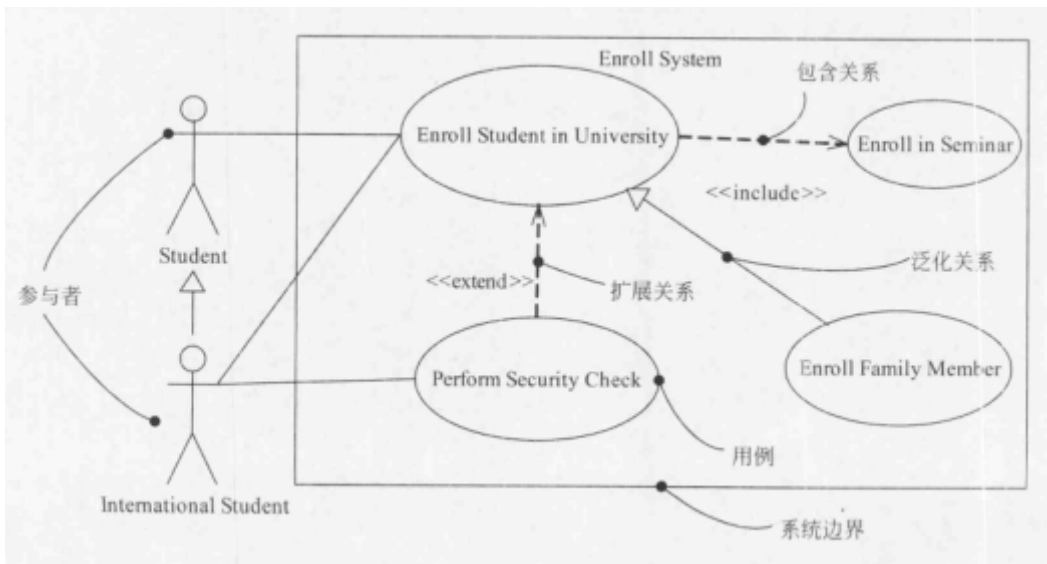 Enroll System
包含关系
Enroll Student in University
Enroll in Seminar
<<include>>
Student
<<extend>>
扩展关系
泛化关系
参与者
Perform Security Check
Enroll Family Member
用例
International Student
系统边界